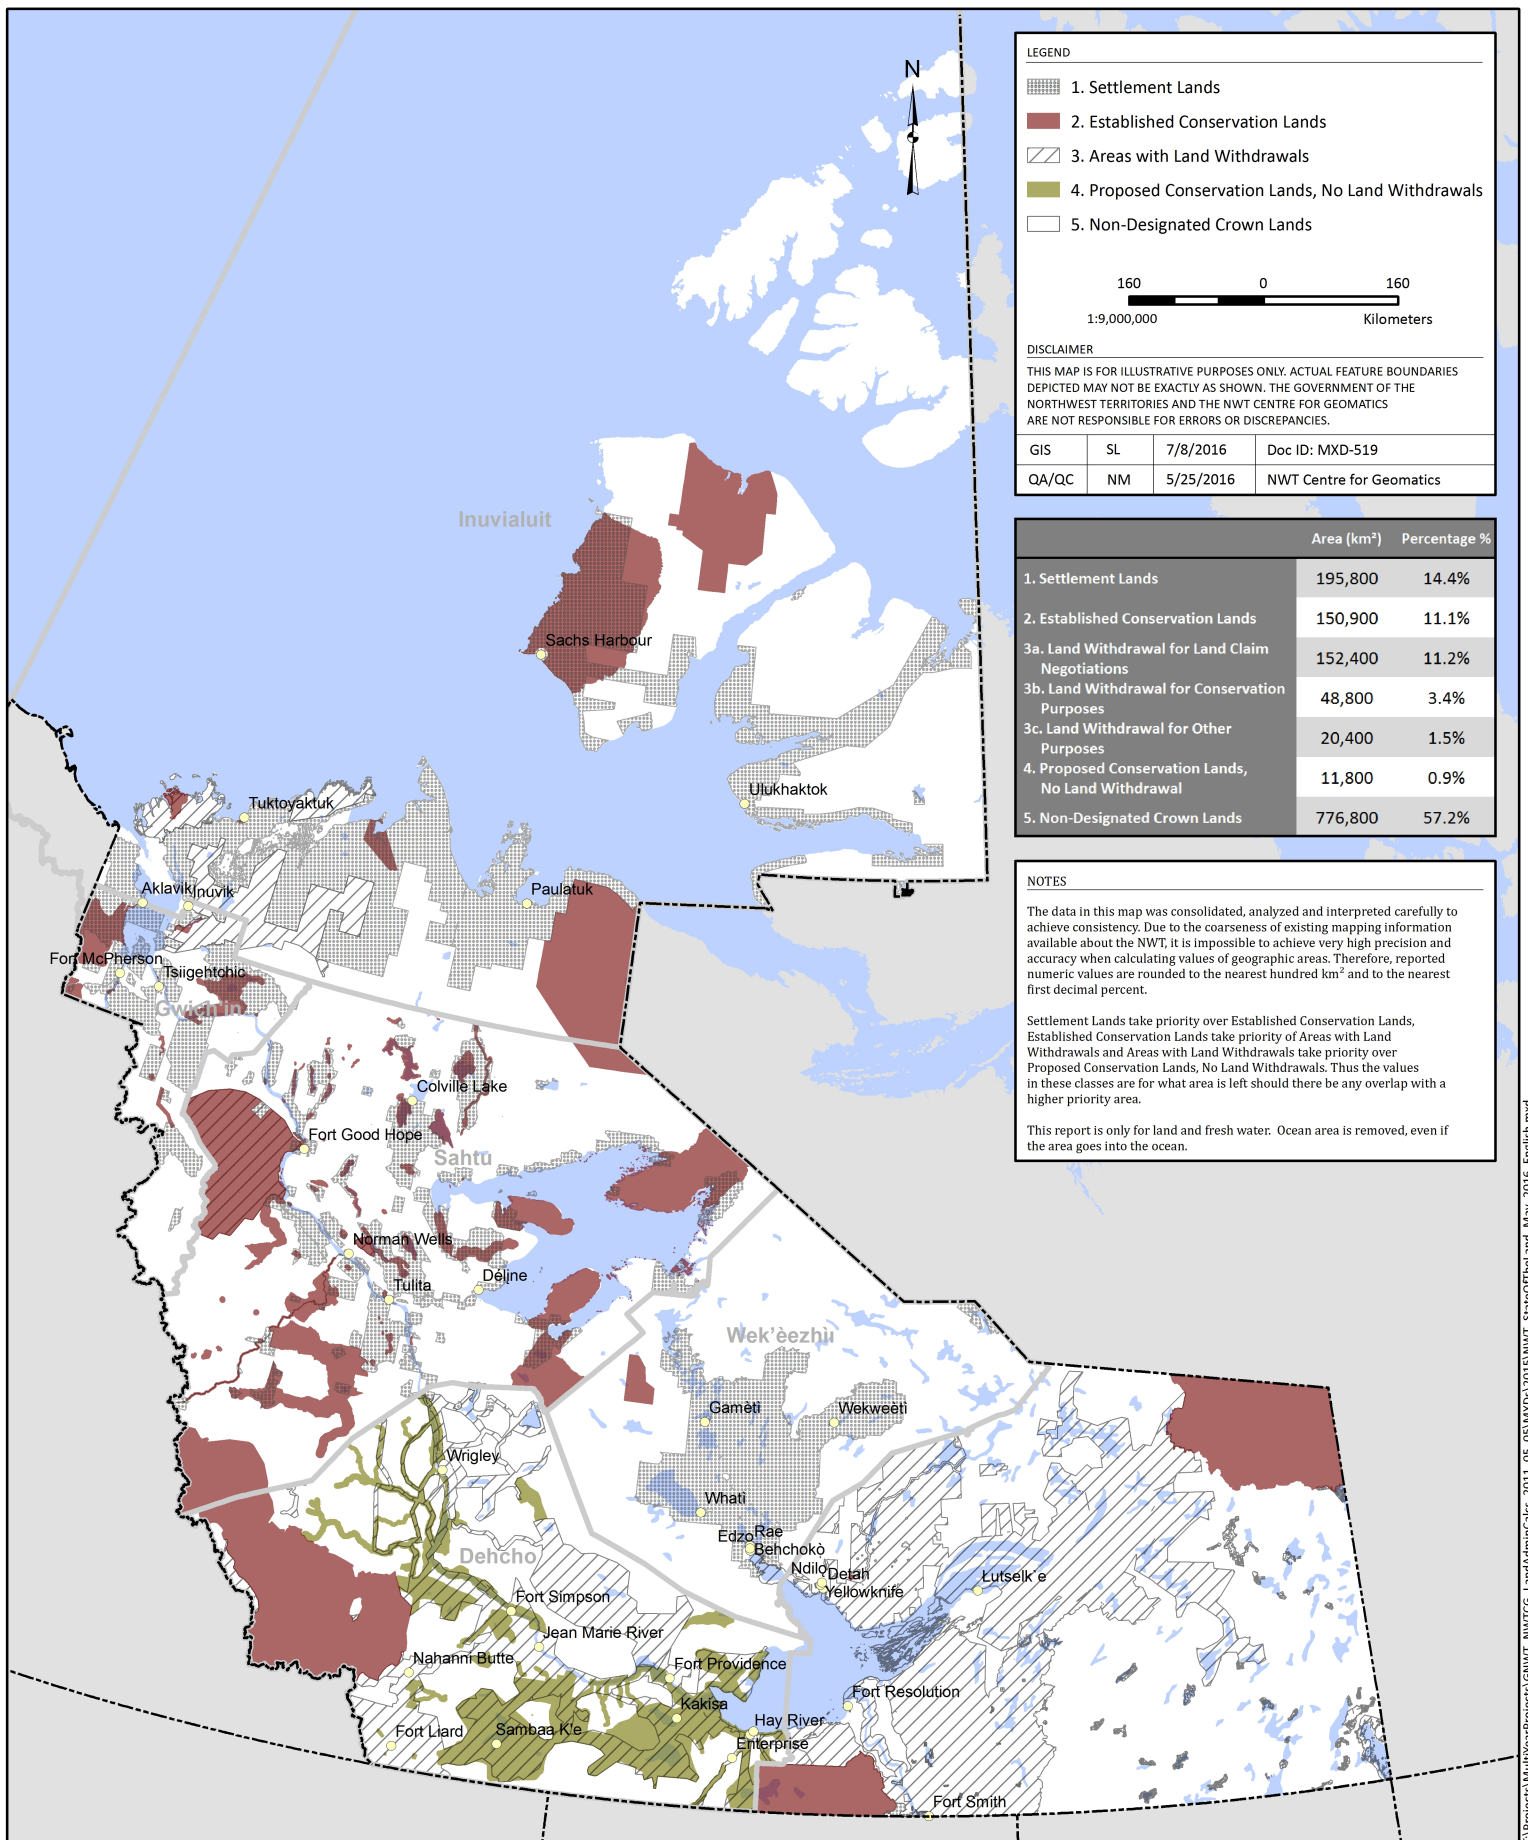 LEGEND
1. Settlement Lands
2. Established Conservation Lands
3. Areas with Land Withdrawals
4. Proposed Conservation Lands, No Land Withdrawals
5. Non-Designated Crown Lands
160 0 160
1:9,000,000 Kilometers
DISCLAIMER
THIS MAP IS FOR ILLUSTRATIVE PURPOSES ONLY. ACTUAL FEATURE BOUNDARIES
DEPICTED MAY NOT BE EXACTLY AS SHOWN. THE GOVERNMENT OF THE
NORTHWEST TERRITORIES AND THE NWT CENTRE FOR GEOMATICS
ARE NOT RESPONSIBLE FOR ERRORS OR DISCREPANCIES.
GIS SL 7/8/2016 Doc ID: MXD-519
QA/QC NM 5/25/2016 NWT Centre for Geomatics
Area (km²) Percentage %
1. Settlement Lands 195,800 14.4%
2. Established Conservation Lands 150,900 11.1%
3a. Land Withdrawal for Land Claim
Negotiations 152,400 11.2%
3b. Land Withdrawal for Conservation
Purposes 48,800 3.4%
3c. Land Withdrawal for Other
Purposes 20,400 1.5%
4. Proposed Conservation Lands,
No Land Withdrawal 11,800 0.9%
5. Non-Designated Crown Lands 776,800 57.2%
NOTES
The data in this map was consolidated, analyzed and interpreted carefully to
achieve consistency. Due to the coarseness of existing mapping information
available about the NWT, it is impossible to achieve very high precision and
accuracy when calculating values of geographic areas. Therefore, reported
numeric values are rounded to the nearest hundred km² and to the nearest
first decimal percent.
Settlement Lands take priority over Established Conservation Lands,
Established Conservation Lands take priority of Areas with Land
Withdrawals and Areas with Land Withdrawals take priority over
Proposed Conservation Lands, No Land Withdrawals. Thus the values
in these classes are for what area is left should there be any overlap with a
higher priority area.
This report is only for land and fresh water. Ocean area is removed, even if
the area goes into the ocean.
N
Inuvialuit
Sachs Harbour
Ulukhaktok
Tuktoyaktuk
Aklavik
Inuvik
Paulatuk
Fort McPherson
Tsiigehtchic
Gwich'in
Colville Lake
Fort Good Hope
Sahtu
Norman Wells
Tulita
Déljne
Wek'èezhìı
Gamètì
Wekweètì
Wrigley
Whatì
Edzo
Rae
Behchokò
Dehcho
Ndilo
Detah
Yellowknife
Łutselk`e
Fort Simpson
Jean Marie River
Nahanni Butte
Fort Providence
Fort Resolution
Kakisa
Hay River
Fort Liard
Sambaa K'e
Enterprise
Fort Smith